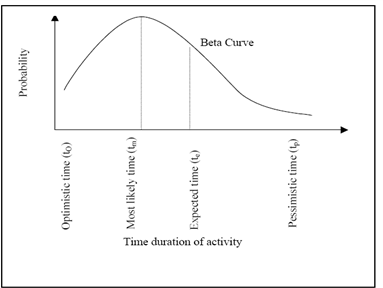 Beta Curve
Probability
Optimistic time (tO)
Most likely time (tm)
Expected time (te)
Pessimistic time (tp)
Time duration of activity